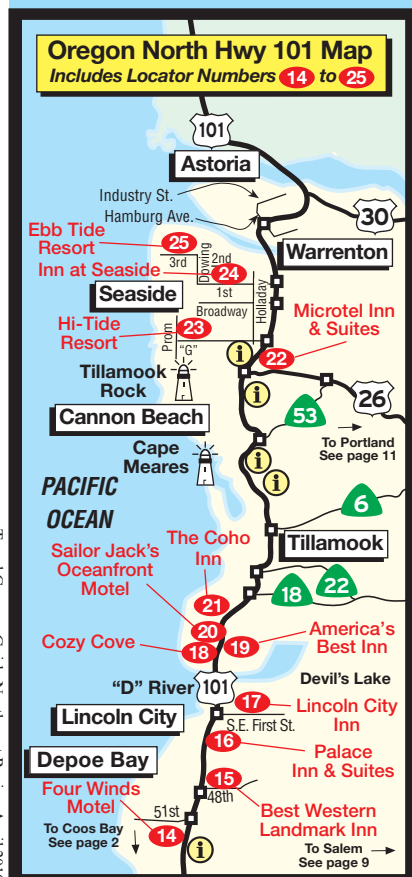 Oregon North Hwy 101 Map
Includes Locator Numbers 14 to 25
101
Astoria
Industry St.
Hamburg Ave.
30
Ebb Tide
Resort
25
3rd
Dowing
2nd
Warrenton
Inn at Seaside
24
1st
Seaside
Broadway
Holladay
Hi-Tide
Resort
23
Prom
"G"
Microtel Inn
& Suites
22
i
Tillamook
Rock
i
26
53
Cannon Beach
To Portland
See page 11
Cape
Meares
i
i
PACIFIC
OCEAN
6
Tillamook
The Coho
Inn
Sailor Jack's
Oceanfront
Motel
22
18
21
20
Cozy Cove
18
19
America's
Best Inn
"D" River
101
Devil's Lake
17
Lincoln City
Inn
Lincoln City
S.E. First St.
16
Palace
Inn & Suites
Depoe Bay
15
48th
Four Winds
Motel
51st
Best Western
Landmark Inn
To Coos Bay
See page 2
14
i
To Salem
See page 9